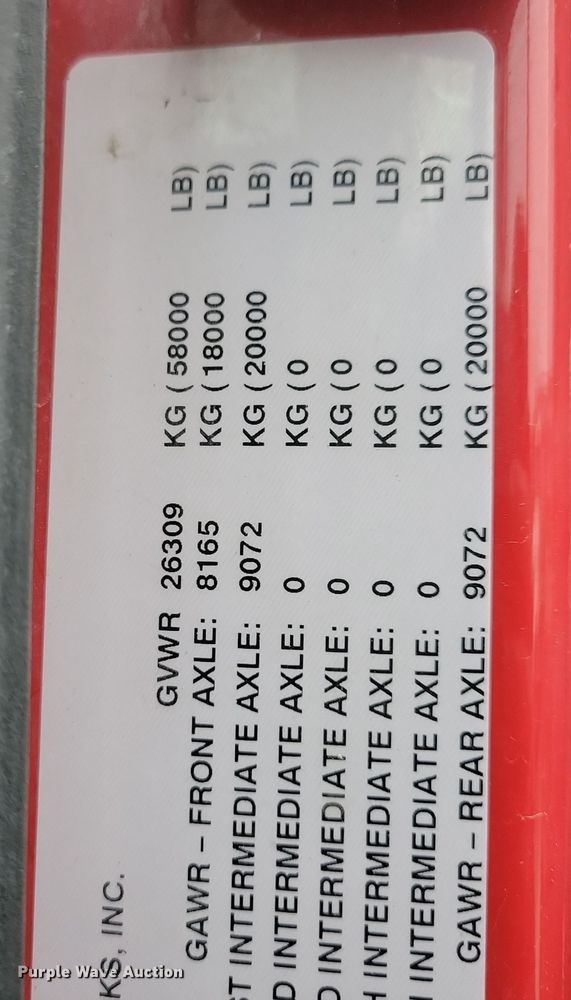 KS, INC.
GVWR 26309 KG ( 58000 LB)
GAWR – FRONT AXLE: 8165 KG ( 18000 LB)
ST INTERMEDIATE AXLE: 9072 KG ( 20000 LB)
D INTERMEDIATE AXLE: 0 KG ( 0 LB)
D INTERMEDIATE AXLE: 0 KG ( 0 LB)
H INTERMEDIATE AXLE: 0 KG ( 0 LB)
H INTERMEDIATE AXLE: 0 KG ( 0 LB)
GAWR – REAR AXLE: 9072 KG ( 20000 LB)
Purple Wave Auction